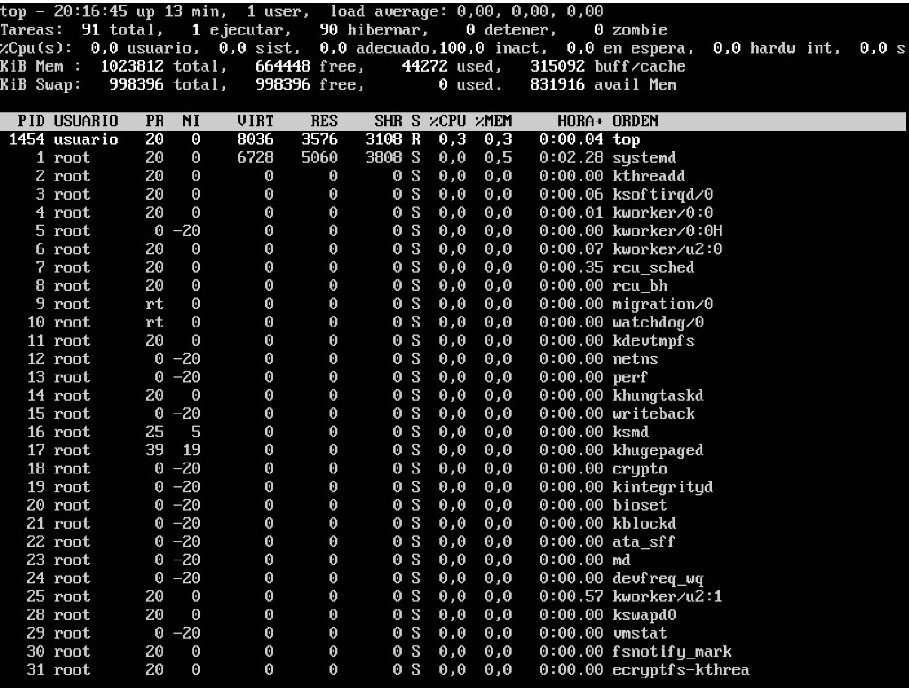 top - 20:16:45 up 13 min,  1 user,  load average: 0,00, 0,00, 0,00
Tareas:  91 total,   1 ejecutar,   90 hibernar,    0 detener,    0 zombie
%Cpu(s):  0,0 usuario,  0,0 sist,  0,0 adecuado,100,0 inact,  0,0 en espera,  0,0 hardw int,  0,0 s
KiB Mem :  1023812 total,   664448 free,    44272 used,   315092 buff/cache
KiB Swap:   998396 total,   998396 free,        0 used.   831916 avail Mem
PID USUARIO   PR  NI    VIRT    RES    SHR S %CPU %MEM     HORA+ ORDEN
1454 usuario   20   0    8036   3576   3108 R  0,3  0,3   0:00.04 top
1 root      20   0    6728   5060   3808 S  0,0  0,5   0:02.28 systemd
2 root      20   0       0      0      0 S  0,0  0,0   0:00.00 kthreadd
3 root      20   0       0      0      0 S  0,0  0,0   0:00.06 ksoftirqd/0
4 root      20   0       0      0      0 S  0,0  0,0   0:00.01 kworker/0:0
5 root       0 -20       0      0      0 S  0,0  0,0   0:00.00 kworker/0:0H
6 root      20   0       0      0      0 S  0,0  0,0   0:00.07 kworker/u2:0
7 root      20   0       0      0      0 S  0,0  0,0   0:00.35 rcu_sched
8 root      20   0       0      0      0 S  0,0  0,0   0:00.00 rcu_bh
9 root      rt   0       0      0      0 S  0,0  0,0   0:00.00 migration/0
10 root      rt   0       0      0      0 S  0,0  0,0   0:00.00 watchdog/0
11 root      20   0       0      0      0 S  0,0  0,0   0:00.00 kdevtmpfs
12 root       0 -20       0      0      0 S  0,0  0,0   0:00.00 netns
13 root       0 -20       0      0      0 S  0,0  0,0   0:00.00 perf
14 root      20   0       0      0      0 S  0,0  0,0   0:00.00 khungtaskd
15 root       0 -20       0      0      0 S  0,0  0,0   0:00.00 writeback
16 root      25   5       0      0      0 S  0,0  0,0   0:00.00 ksmd
17 root      39  19       0      0      0 S  0,0  0,0   0:00.00 khugepaged
18 root       0 -20       0      0      0 S  0,0  0,0   0:00.00 crypto
19 root       0 -20       0      0      0 S  0,0  0,0   0:00.00 kintegrityd
20 root       0 -20       0      0      0 S  0,0  0,0   0:00.00 bioset
21 root       0 -20       0      0      0 S  0,0  0,0   0:00.00 kblockd
22 root       0 -20       0      0      0 S  0,0  0,0   0:00.00 ata_sff
23 root       0 -20       0      0      0 S  0,0  0,0   0:00.00 md
24 root       0 -20       0      0      0 S  0,0  0,0   0:00.00 devfreq_wq
25 root      20   0       0      0      0 S  0,0  0,0   0:00.57 kworker/u2:1
28 root      20   0       0      0      0 S  0,0  0,0   0:00.00 kswapd0
29 root       0 -20       0      0      0 S  0,0  0,0   0:00.00 vmstat
30 root      20   0       0      0      0 S  0,0  0,0   0:00.00 fsnotify_mark
31 root      20   0       0      0      0 S  0,0  0,0   0:00.00 ecryptfs-kthrea